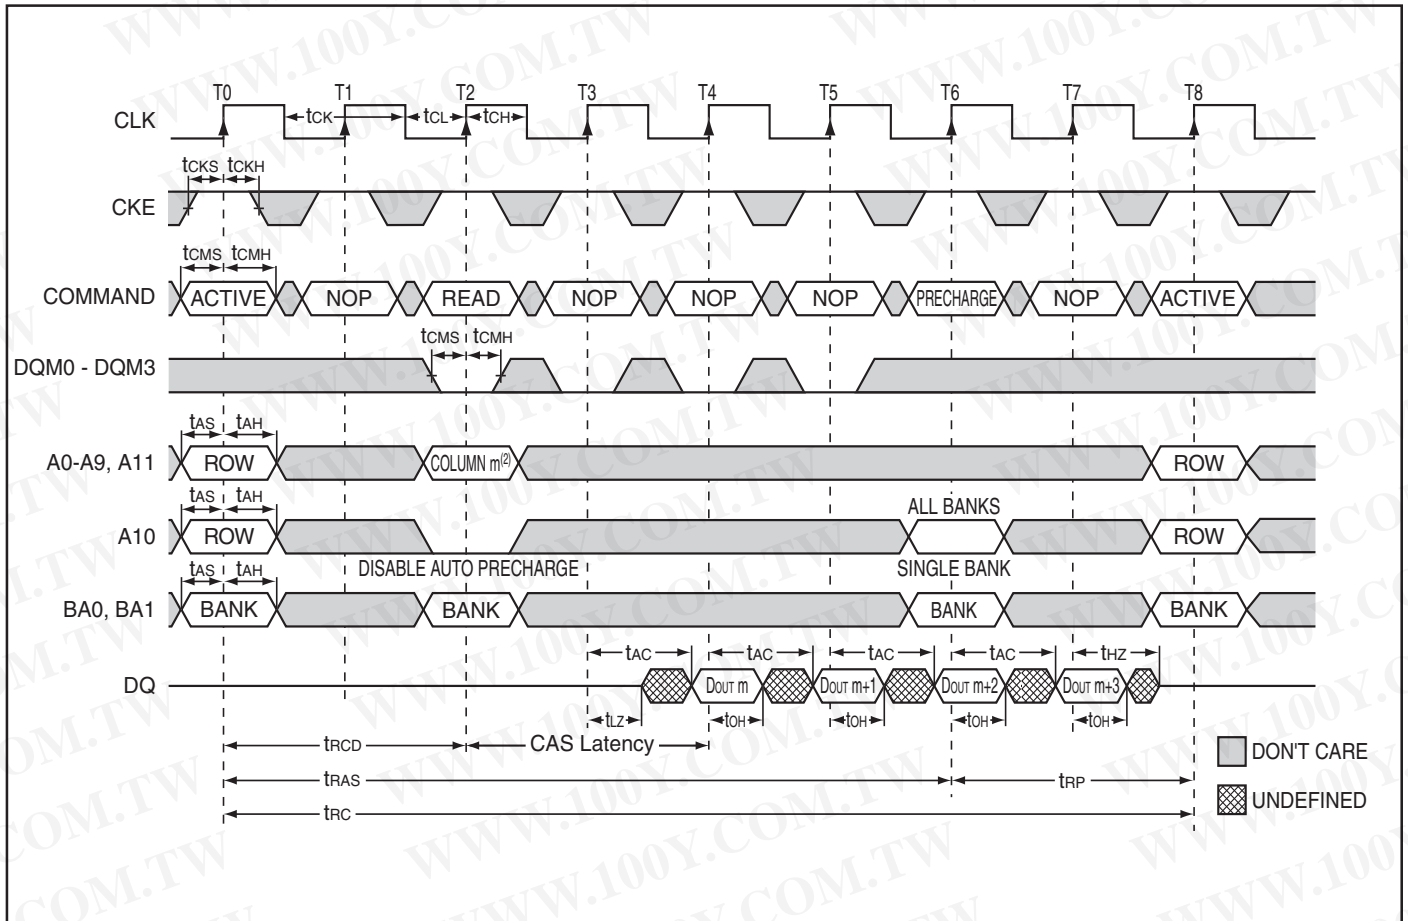 T0 T1 T2 T3 T4 T5 T6 T7 T8
CLK tCK tCL tCH
tCKS tCKH
CKE
tCMS tCMH
COMMAND ACTIVE NOP READ NOP NOP NOP PRECHARGE NOP ACTIVE
tCMS tCMH
DQM0 - DQM3
tAS tAH
A0-A9, A11 ROW COLUMN m(2) ROW
tAS tAH ALL BANKS
A10 ROW ROW
DISABLE AUTO PRECHARGE SINGLE BANK
tAS tAH
BA0, BA1 BANK BANK BANK BANK
tAC tAC tAC tAC tHZ
DQ DOUT m DOUT m+1 DOUT m+2 DOUT m+3
tLZ tOH tOH tOH tOH
tRCD CAS Latency
DON'T CARE
tRAS tRP
UNDEFINED
tRC
WWW.100Y.COM.TW